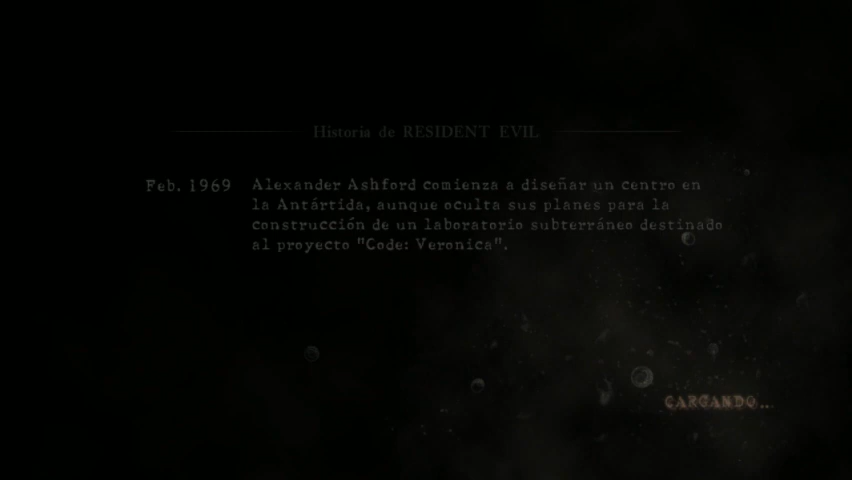 Historia de RESIDENT EVIL
Feb. 1969 Alexander Ashford comienza a diseñar un centro en
la Antártida, aunque oculta sus planes para la
construcción de un laboratorio subterráneo destinado
al proyecto "Code: Veronica".
CARGANDO...